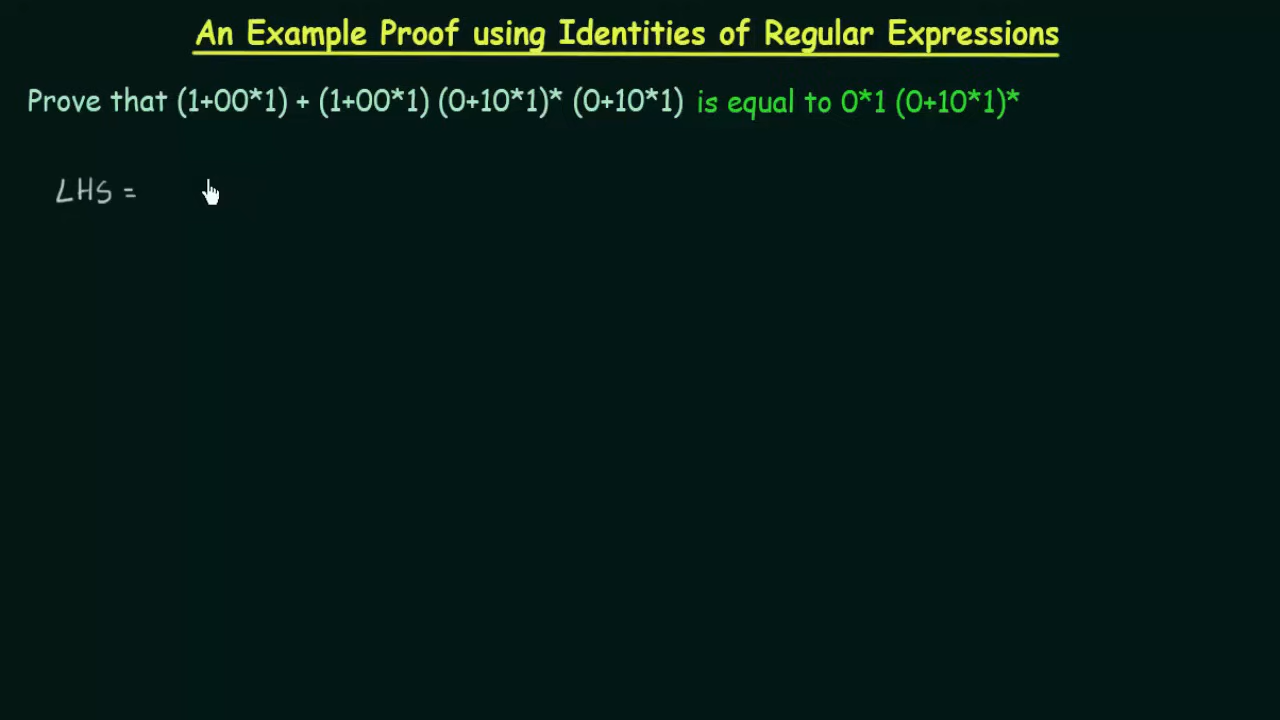 An Example Proof using Identities of Regular Expressions
Prove that (1+00*1) + (1+00*1) (0+10*1)* (0+10*1) is equal to 0*1 (0+10*1)*
LHS =